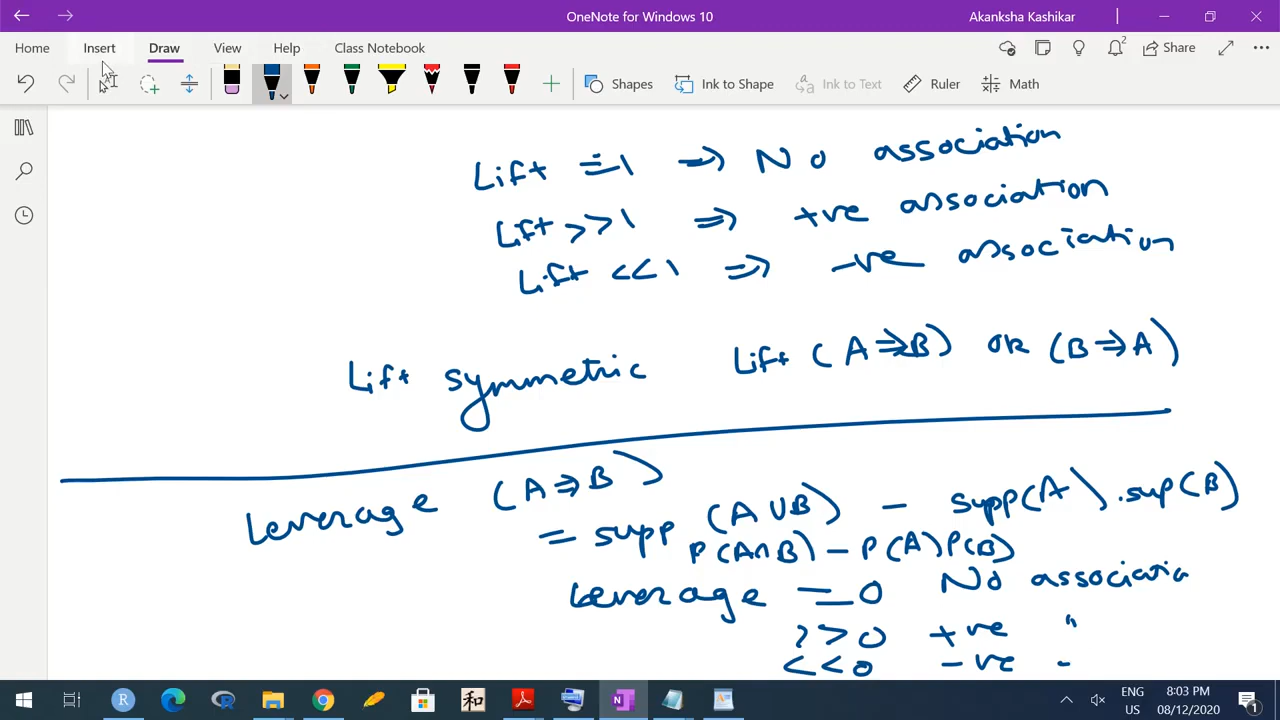 OneNote for Windows 10
Akanksha Kashikar
Home Insert Draw View Help Class Notebook
Share
Shapes Ink to Shape Ink to Text Ruler Math
Lift ≐ 1 → No association
Lift >> 1 ⇒ +ve association
Lift << 1 ⇒ -ve association
Lift symmetric Lift (A ⇒ B) or (B ⇒ A)
Leverage (A ⇒ B)
= supp (A ∪ B) - supp(A).sup(B)
P(A∩B) - P(A)P(B)
Leverage = 0 No associatio
>> 0 +ve "
<< 0 -ve -
和
ENG
US
8:03 PM
08/12/2020
1